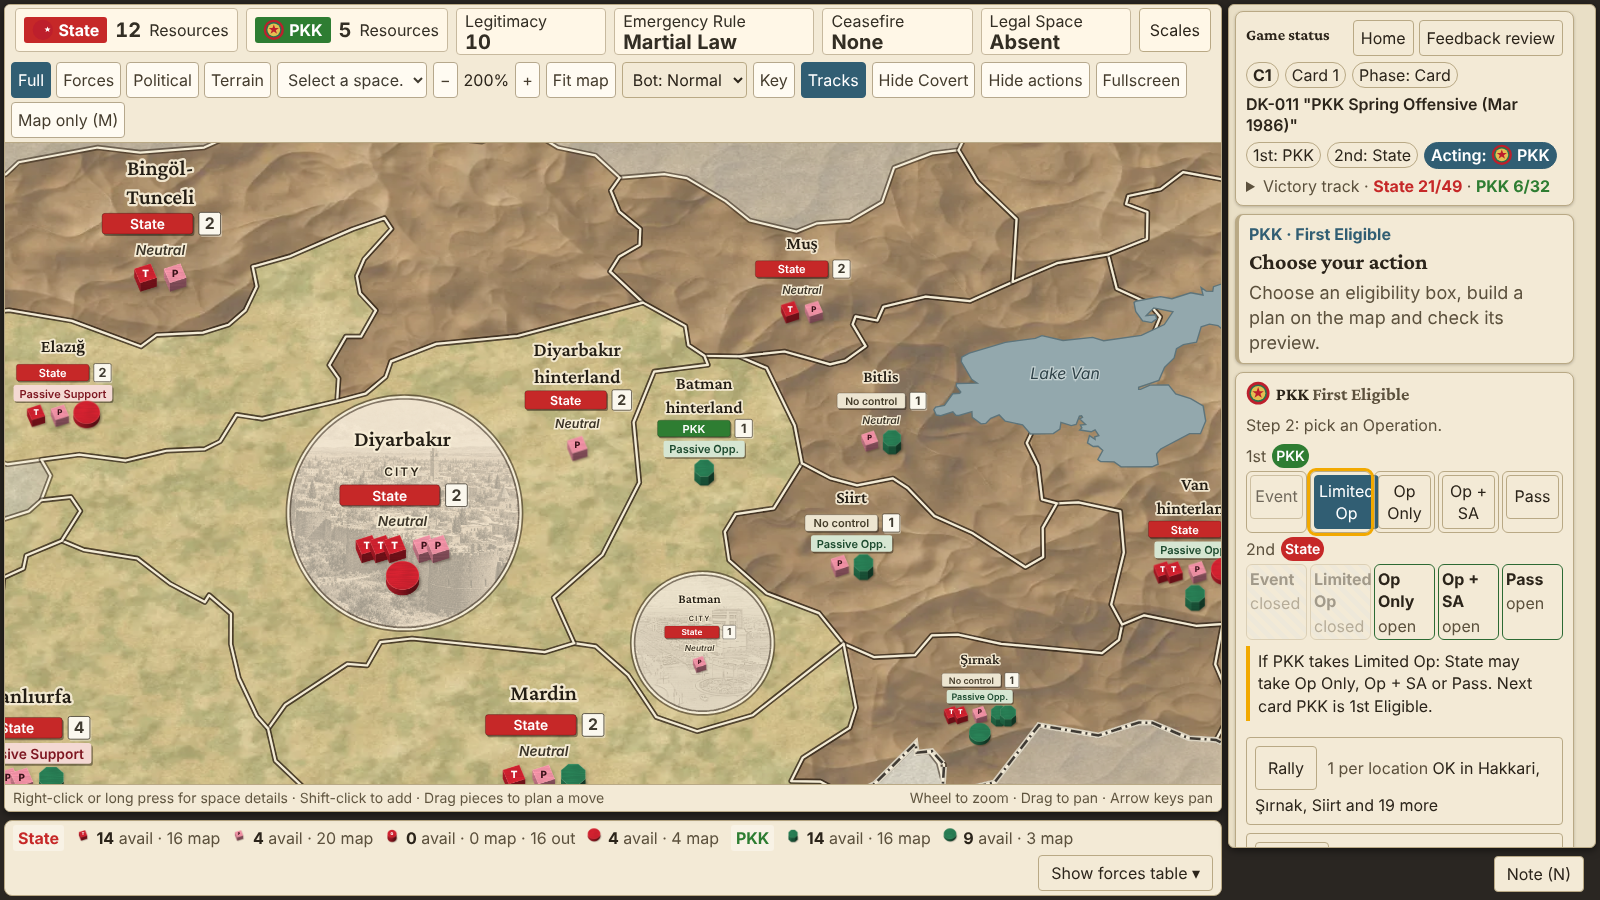 State 12 Resources
PKK 5 Resources
Legitimacy
10
Emergency Rule
Martial Law
Ceasefire
None
Legal Space
Absent
Scales
Full Forces Political Terrain Select a space. − 200% + Fit map Bot: Normal Key Tracks Hide Covert Hide actions Fullscreen
Map only (M)
Bingöl-
Tunceli
State 2
Neutral
T P
Muş
State 2
Neutral
T P
Elazığ
State 2
Passive Support
T P
Diyarbakır
hinterland
State 2
Neutral
P
Batman
hinterland
PKK 1
Passive Opp.
Bitlis
No control 1
Neutral
P
Lake Van
Diyarbakır
CITY
State 2
Neutral
T T T P P
Siirt
No control 1
Passive Opp.
P
Van
hinterlan
State
Passive Opp
T T P
Batman
CITY
State 1
Neutral
P
Şırnak
No control 1
Passive Opp.
T T P
anlıurfa
State 4
sive Support
P P
Mardin
State 2
Neutral
T P
Right-click or long press for space details · Shift-click to add · Drag pieces to plan a move
Wheel to zoom · Drag to pan · Arrow keys pan
State T 14 avail · 16 map P 4 avail · 20 map 0 avail · 0 map · 16 out 4 avail · 4 map PKK 14 avail · 16 map 9 avail · 3 map
Show forces table ▾
Game status
Home
Feedback review
C1 Card 1 Phase: Card
DK-011 "PKK Spring Offensive (Mar
1986)"
1st: PKK 2nd: State Acting: PKK
▶ Victory track · State 21/49 · PKK 6/32
PKK · First Eligible
Choose your action
Choose an eligibility box, build a
plan on the map and check its
preview.
PKK First Eligible
Step 2: pick an Operation.
1st PKK
Event
Limited
Op
Op
Only
Op +
SA
Pass
2nd State
Event
closed
Limited
Op
closed
Op
Only
open
Op +
SA
open
Pass
open
If PKK takes Limited Op: State may
take Op Only, Op + SA or Pass. Next
card PKK is 1st Eligible.
Rally 1 per location OK in Hakkari,
Şırnak, Siirt and 19 more
Note (N)